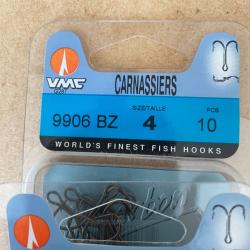 VMC
CARNASSIERS
SIZE/TAILLE
PCS
9906 BZ
4
10
WORLD'S FINEST FISH HOOKS